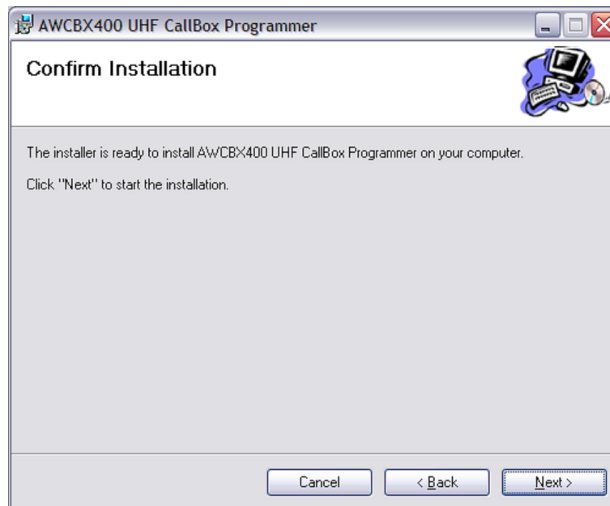 AWCBX400 UHF CallBox Programmer
Confirm Installation
The installer is ready to install AWCBX400 UHF CallBox Programmer on your computer.
Click "Next" to start the installation.
Cancel
< Back
Next >